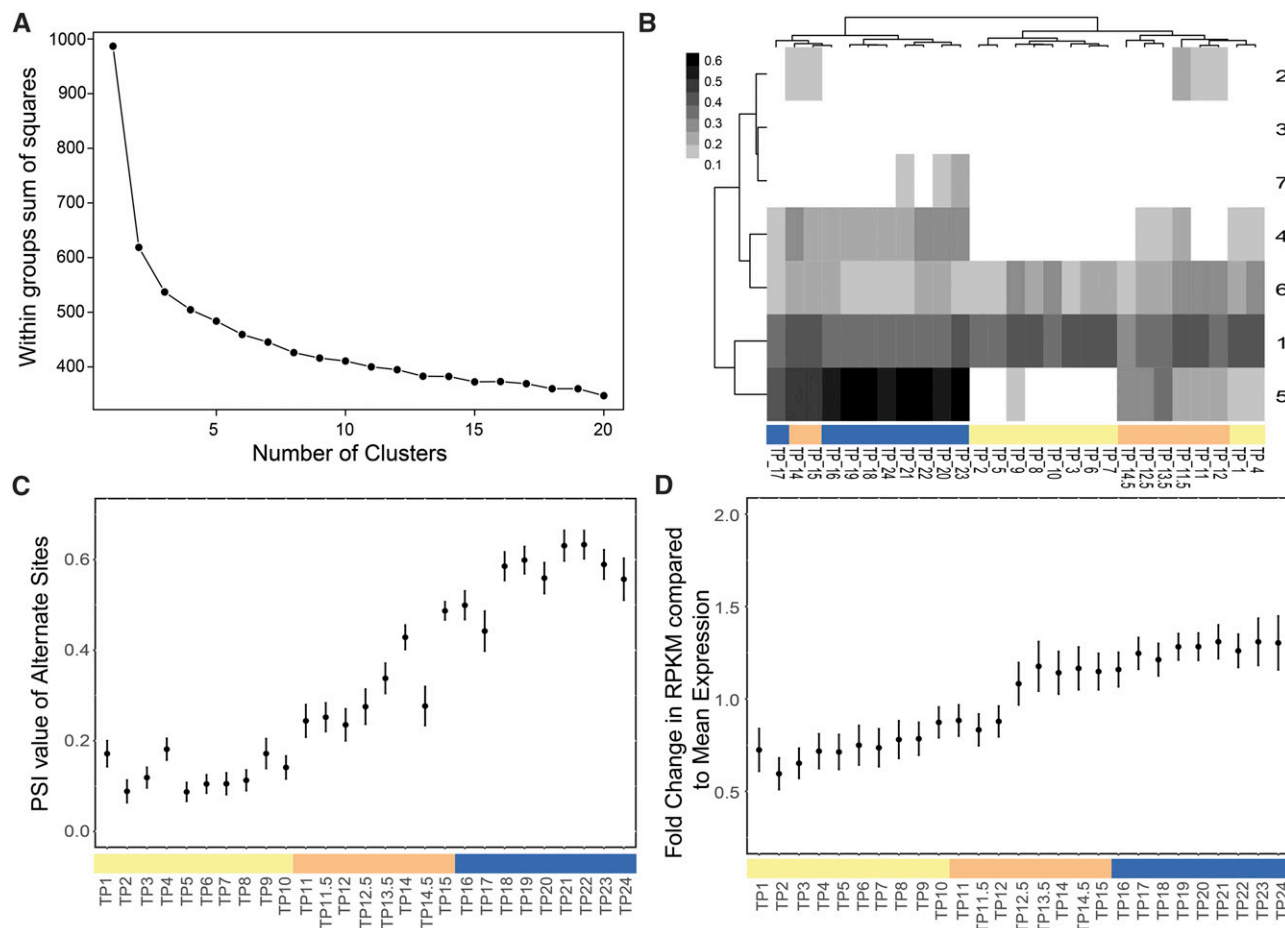 A
Within groups sum of squares
1000
900
800
700
600
500
400
5
10
15
20
Number of Clusters
B
0.6
0.5
0.4
0.3
0.2
0.1
2
3
7
4
6
1
5
TP_17
TP_14
TP_15
TP_16
TP_19
TP_18
TP_24
TP_21
TP_22
TP_20
TP_23
TP_2
TP_5
TP_9
TP_8
TP_10
TP_3
TP_6
TP_7
TP_14.5
TP_12.5
TP_13.5
TP_11.5
TP_11
TP_12
TP_1
TP_4
C
PSI value of Alternate Sites
0.6
0.4
0.2
0.0
TP1
TP2
TP3
TP4
TP5
TP6
TP7
TP8
TP9
TP10
TP11
TP11.5
TP12
TP12.5
TP13.5
TP14
TP14.5
TP15
TP16
TP17
TP18
TP19
TP20
TP21
TP22
TP23
TP24
D
Fold Change in RPKM compared
to Mean Expression
2.0
1.5
1.0
0.5
TP1
TP2
TP3
TP4
TP5
TP6
TP7
TP8
TP9
TP10
TP11
TP11.5
TP12
TP12.5
TP13.5
TP14
TP14.5
TP15
TP16
TP17
TP18
TP19
TP20
TP21
TP22
TP23
TP24